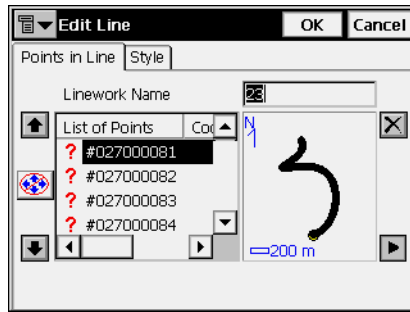 Edit Line OK Cancel
Points in Line Style
Linework Name 23
List of Points Coo
N
? #027000081
? #027000082
? #027000083
? #027000084
200 m